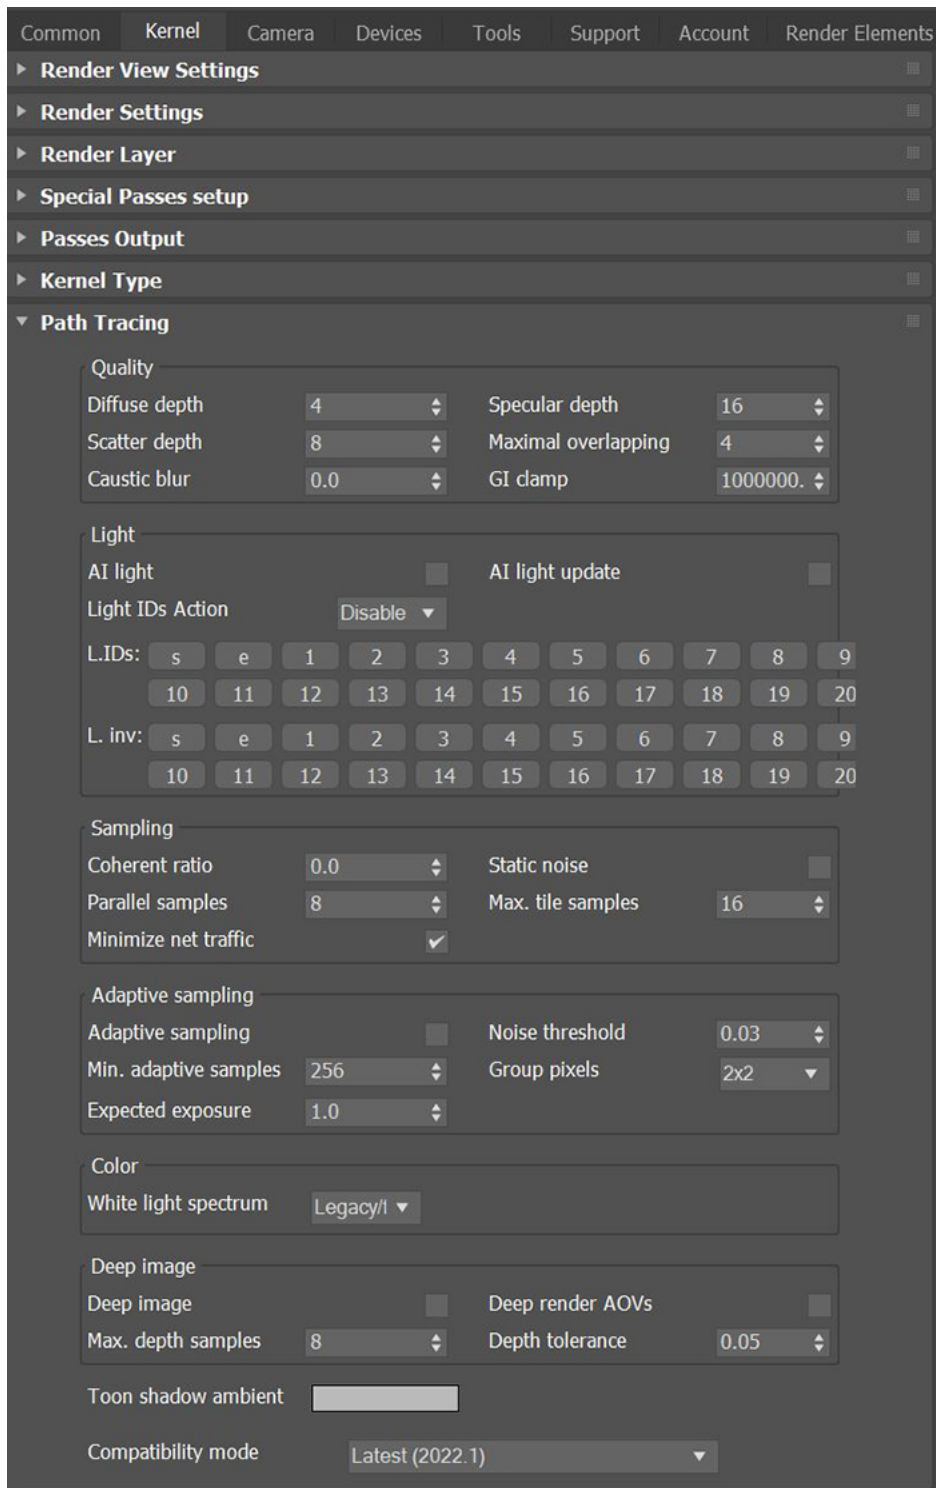 Common Kernel Camera Devices Tools Support Account Render Elements
Render View Settings
Render Settings
Render Layer
Special Passes setup
Passes Output
Kernel Type
Path Tracing
Quality
Diffuse depth 4 Specular depth 16
Scatter depth 8 Maximal overlapping 4
Caustic blur 0.0 GI clamp 1000000.
Light
AI light AI light update
Light IDs Action Disable
L.IDs: s e 1 2 3 4 5 6 7 8 9
10 11 12 13 14 15 16 17 18 19 20
L. inv: s e 1 2 3 4 5 6 7 8 9
10 11 12 13 14 15 16 17 18 19 20
Sampling
Coherent ratio 0.0 Static noise
Parallel samples 8 Max. tile samples 16
Minimize net traffic
Adaptive sampling
Adaptive sampling Noise threshold 0.03
Min. adaptive samples 256 Group pixels 2x2
Expected exposure 1.0
Color
White light spectrum Legacy/f
Deep image
Deep image Deep render AOVs
Max. depth samples 8 Depth tolerance 0.05
Toon shadow ambient
Compatibility mode Latest (2022.1)